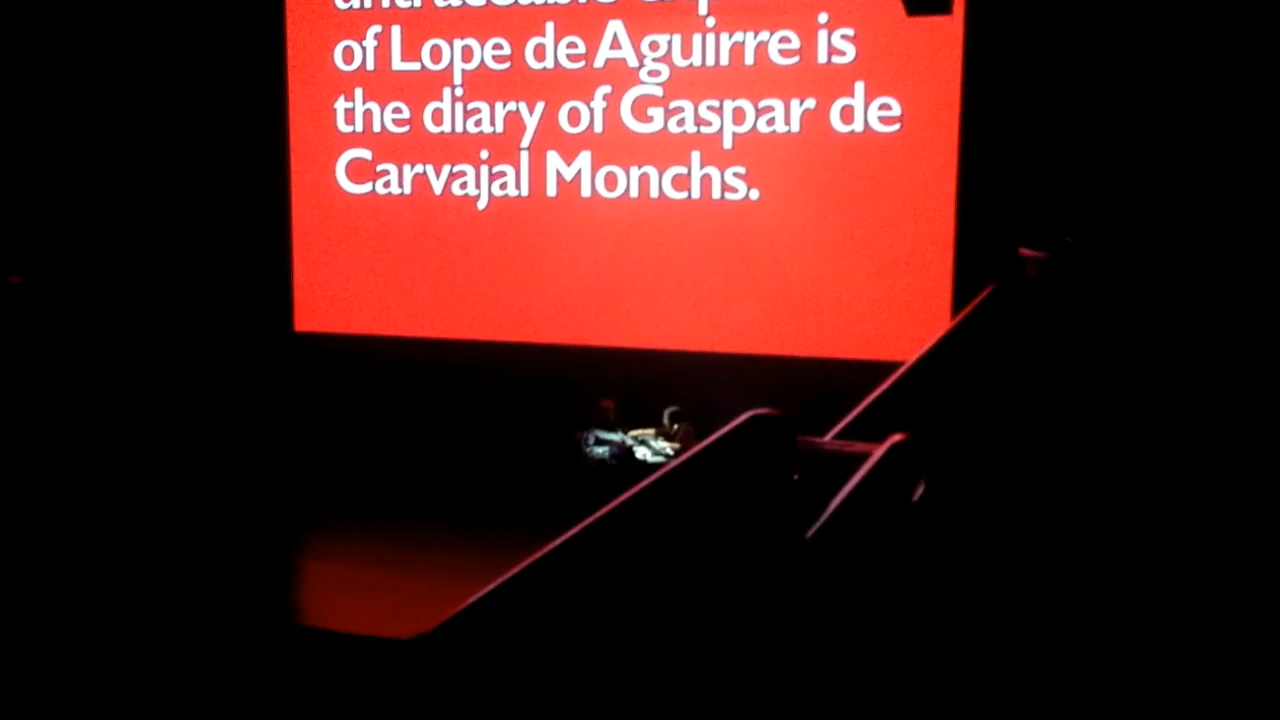 of Lope de Aguirre is
the diary of Gaspar de
Carvajal Monchs.